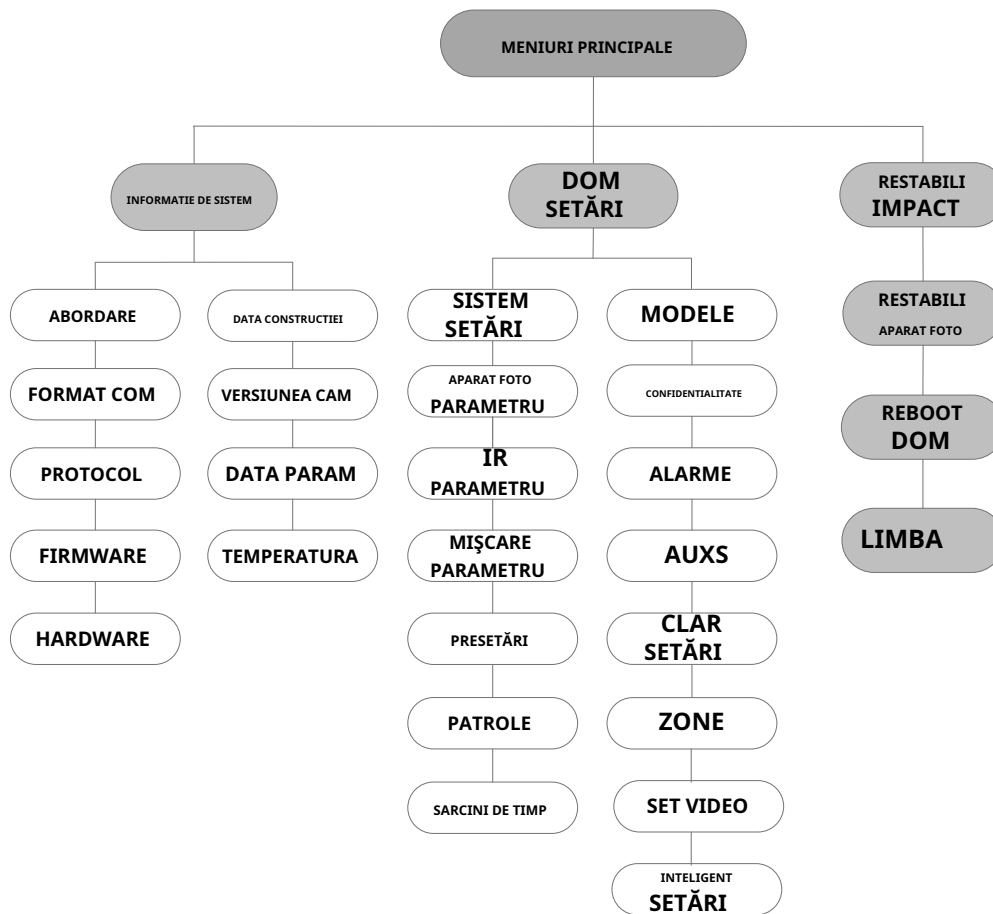 MENIURI PRINCIPALE
INFORMATIE DE SISTEM
DOM
SETĂRI
RESTABILI
IMPACT
ABORDARE
DATA CONSTRUCTIEI
SISTEM
SETĂRI
MODELE
RESTABILI
APARAT FOTO
FORMAT COM
VERSIUNEA CAM
APARAT FOTO
PARAMETRU
CONFIDENTIALITATE
REBOOT
DOM
PROTOCOL
DATA PARAM
IR
PARAMETRU
ALARME
LIMBA
FIRMWARE
TEMPERATURA
MIŞCARE
PARAMETRU
AUXS
HARDWARE
PRESETĂRI
CLAR
SETĂRI
PATROLE
ZONE
SARCINI DE TIMP
SET VIDEO
INTELIGENT
SETĂRI